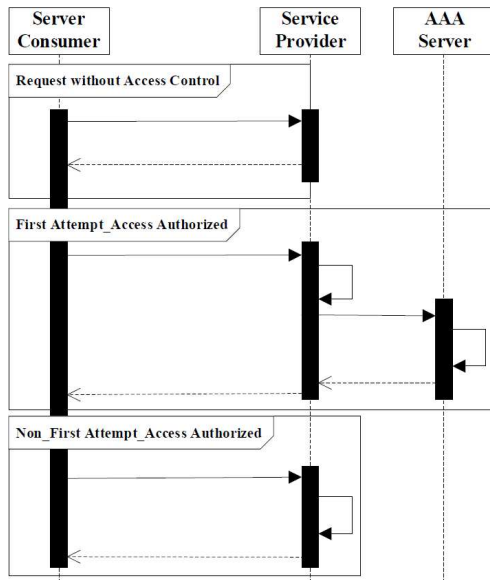 Server
Consumer
Service
Provider
AAA
Server
Request without Access Control
First Attempt_Access Authorized
Non_First Attempt_Access Authorized